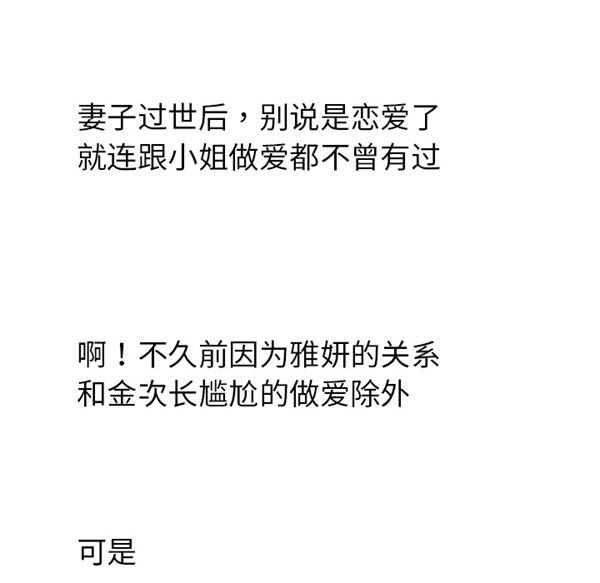 妻子过世后，别说是恋爱了
就连跟小姐做爱都不曾有过
啊！不久前因为雅妍的关系
和金次长尴尬的做爱除外
可是